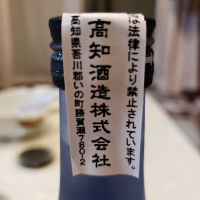 は法律により禁止されています。
高知酒造株式会社
高知県吾川郡いの町勝賀瀬780-2